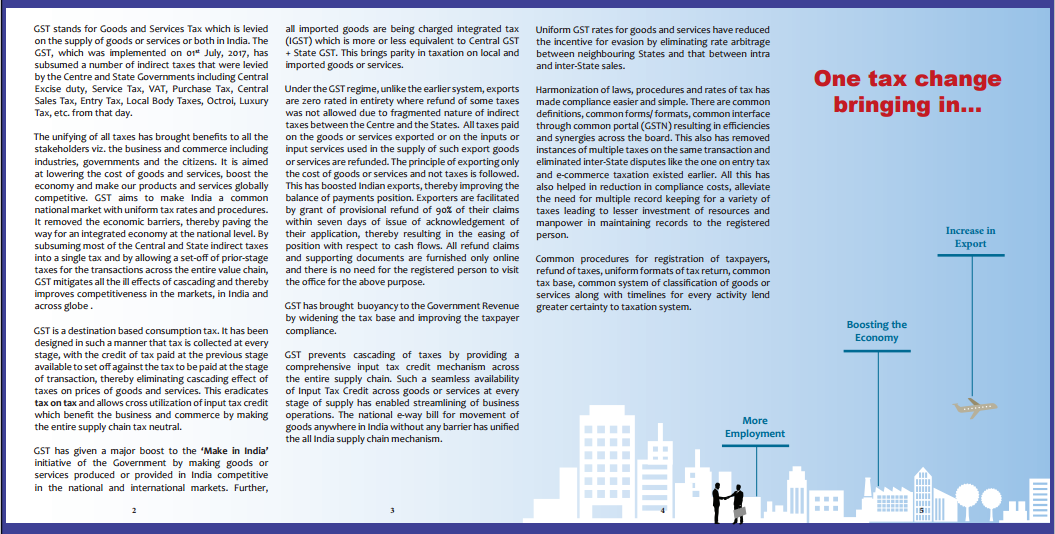 GST stands for Goods and Services Tax which is levied
on the supply of goods or services or both in India. The
GST, which was implemented on 01st July, 2017, has
subsumed a number of indirect taxes that were levied
by the Centre and State Governments including Central
Excise duty, Service Tax, VAT, Purchase Tax, Central
Sales Tax, Entry Tax, Local Body Taxes, Octroi, Luxury
Tax, etc. from that day.
The unifying of all taxes has brought benefits to all the
stakeholders viz. the business and commerce including
industries, governments and the citizens. It is aimed
at lowering the cost of goods and services, boost the
economy and make our products and services globally
competitive. GST aims to make India a common
national market with uniform tax rates and procedures.
It removed the economic barriers, thereby paving the
way for an integrated economy at the national level. By
subsuming most of the Central and State indirect taxes
into a single tax and by allowing a set-off of prior-stage
taxes for the transactions across the entire value chain,
GST mitigates all the ill effects of cascading and thereby
improves competitiveness in the markets, in India and
across globe .
GST is a destination based consumption tax. It has been
designed in such a manner that tax is collected at every
stage, with the credit of tax paid at the previous stage
available to set off against the tax to be paid at the stage
of transaction, thereby eliminating cascading effect of
taxes on prices of goods and services. This eradicates
tax on tax and allows cross utilization of input tax credit
which benefit the business and commerce by making
the entire supply chain tax neutral.
GST has given a major boost to the ‘Make in India’
initiative of the Government by making goods or
services produced or provided in India competitive
in the national and international markets. Further,
2
all imported goods are being charged integrated tax
(IGST) which is more or less equivalent to Central GST
+ State GST. This brings parity in taxation on local and
imported goods or services.
Under the GST regime, unlike the earlier system, exports
are zero rated in entirety where refund of some taxes
was not allowed due to fragmented nature of indirect
taxes between the Centre and the States. All taxes paid
on the goods or services exported or on the inputs or
input services used in the supply of such export goods
or services are refunded. The principle of exporting only
the cost of goods or services and not taxes is followed.
This has boosted Indian exports, thereby improving the
balance of payments position. Exporters are facilitated
by grant of provisional refund of 90% of their claims
within seven days of issue of acknowledgement of
their application, thereby resulting in the easing of
position with respect to cash flows. All refund claims
and supporting documents are furnished only online
and there is no need for the registered person to visit
the office for the above purpose.
GST has brought buoyancy to the Government Revenue
by widening the tax base and improving the taxpayer
compliance.
GST prevents cascading of taxes by providing a
comprehensive input tax credit mechanism across
the entire supply chain. Such a seamless availability
of Input Tax Credit across goods or services at every
stage of supply has enabled streamlining of business
operations. The national e-way bill for movement of
goods anywhere in India without any barrier has unified
the all India supply chain mechanism.
3
Uniform GST rates for goods and services have reduced
the incentive for evasion by eliminating rate arbitrage
between neighbouring States and that between intra
and inter-State sales.
Harmonization of laws, procedures and rates of tax has
made compliance easier and simple. There are common
definitions, common forms/ formats, common interface
through common portal (GSTN) resulting in efficiencies
and synergies across the board. This also has removed
instances of multiple taxes on the same transaction and
eliminated inter-State disputes like the one on entry tax
and e-commerce taxation existed earlier. All this has
also helped in reduction in compliance costs, alleviate
the need for multiple record keeping for a variety of
taxes leading to lesser investment of resources and
manpower in maintaining records to the registered
person.
Common procedures for registration of taxpayers,
refund of taxes, uniform formats of tax return, common
tax base, common system of classification of goods or
services along with timelines for every activity lend
greater certainty to taxation system.
4
One tax change
bringing in...
Increase in
Export
Boosting the
Economy
More
Employment
5